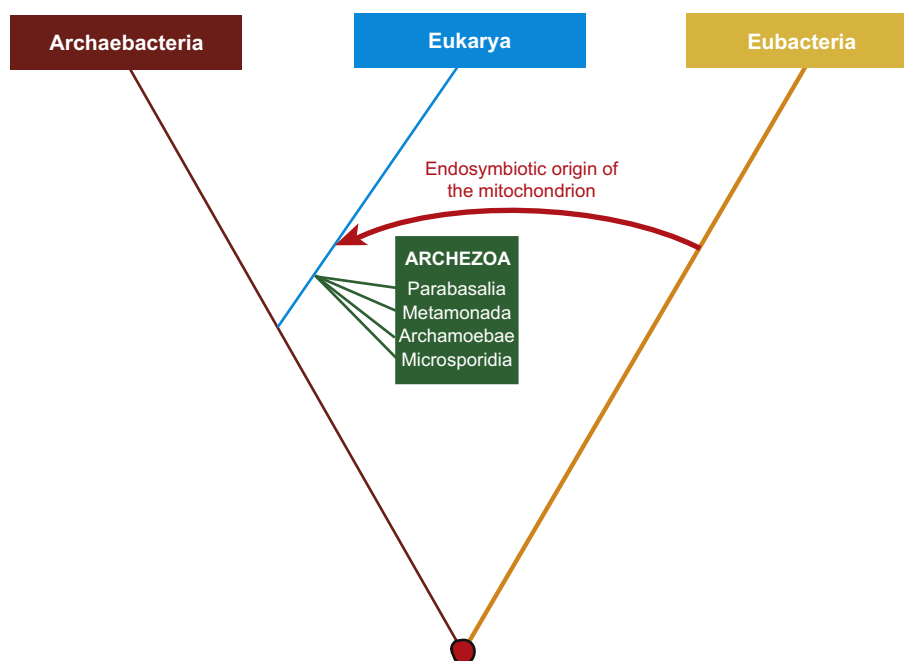 Archaebacteria
Eukarya
Eubacteria
Endosymbiotic origin of
the mitochondrion
ARCHEZOA
Parabasalia
Metamonada
Archamoebae
Microsporidia